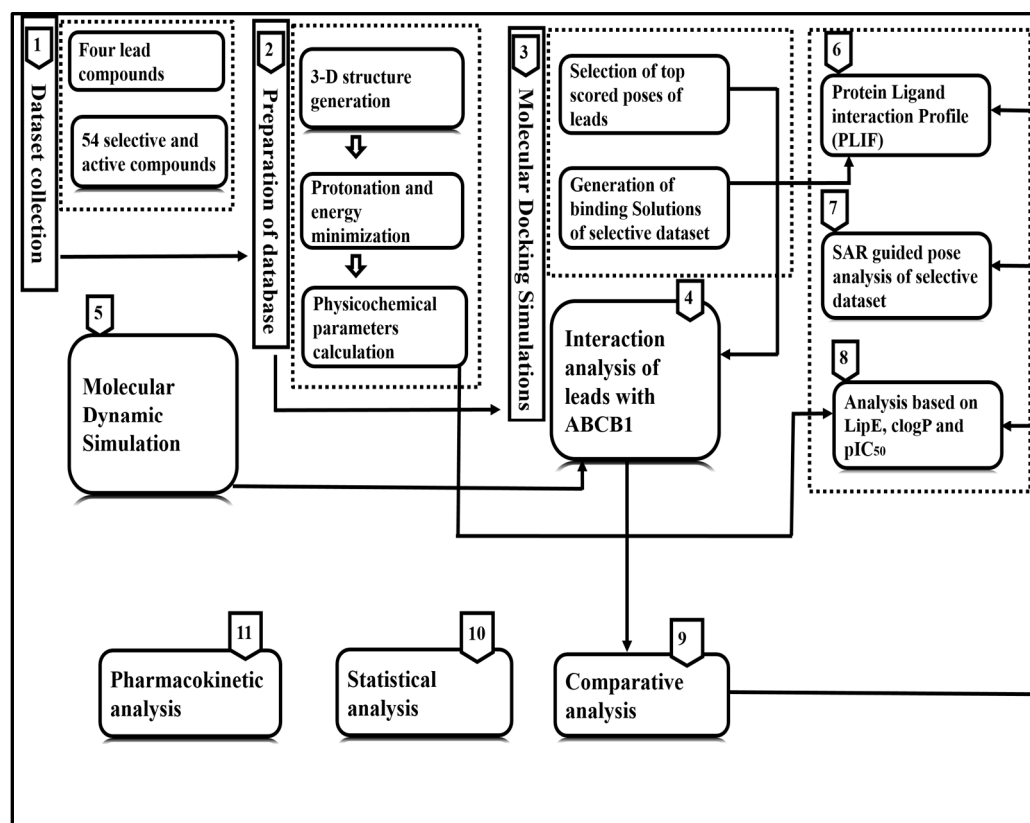 1
Dataset collection
Four lead
compounds
54 selective and
active compounds
2
Preparation of database
3-D structure
generation
Protonation and
energy
minimization
Physicochemical
parameters
calculation
3
Molecular Docking Simulations
Selection of top
scored poses of
leads
Generation of
binding Solutions
of selective dataset
4
Interaction
analysis of
leads with
ABCB1
5
Molecular
Dynamic
Simulation
6
Protein Ligand
interaction Profile
(PLIF)
7
SAR guided pose
analysis of selective
dataset
8
Analysis based on
LipE, clogP and
pIC₅₀
9
Comparative
analysis
10
Statistical
analysis
11
Pharmacokinetic
analysis